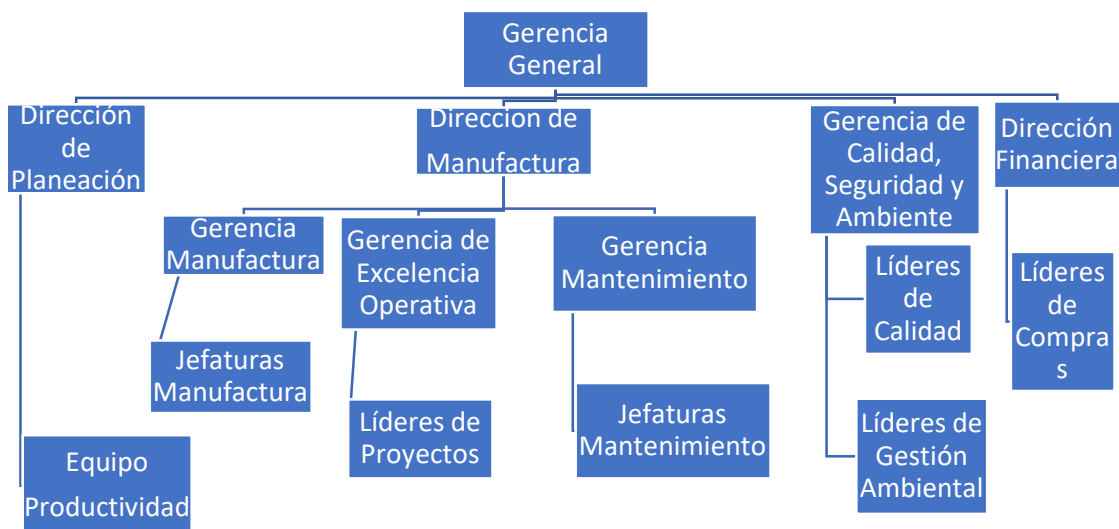 Gerencia
General
Dirección
de
Planeación
Direccion de
Manufactura
Gerencia de
Calidad,
Seguridad y
Ambiente
Dirección
Financiera
Gerencia
Manufactura
Gerencia de
Excelencia
Operativa
Gerencia
Mantenimiento
Líderes
de
Calidad
Líderes
de
Compra
s
Jefaturas
Manufactura
Líderes de
Proyectos
Jefaturas
Mantenimiento
Líderes de
Gestión
Ambiental
Equipo
Productividad